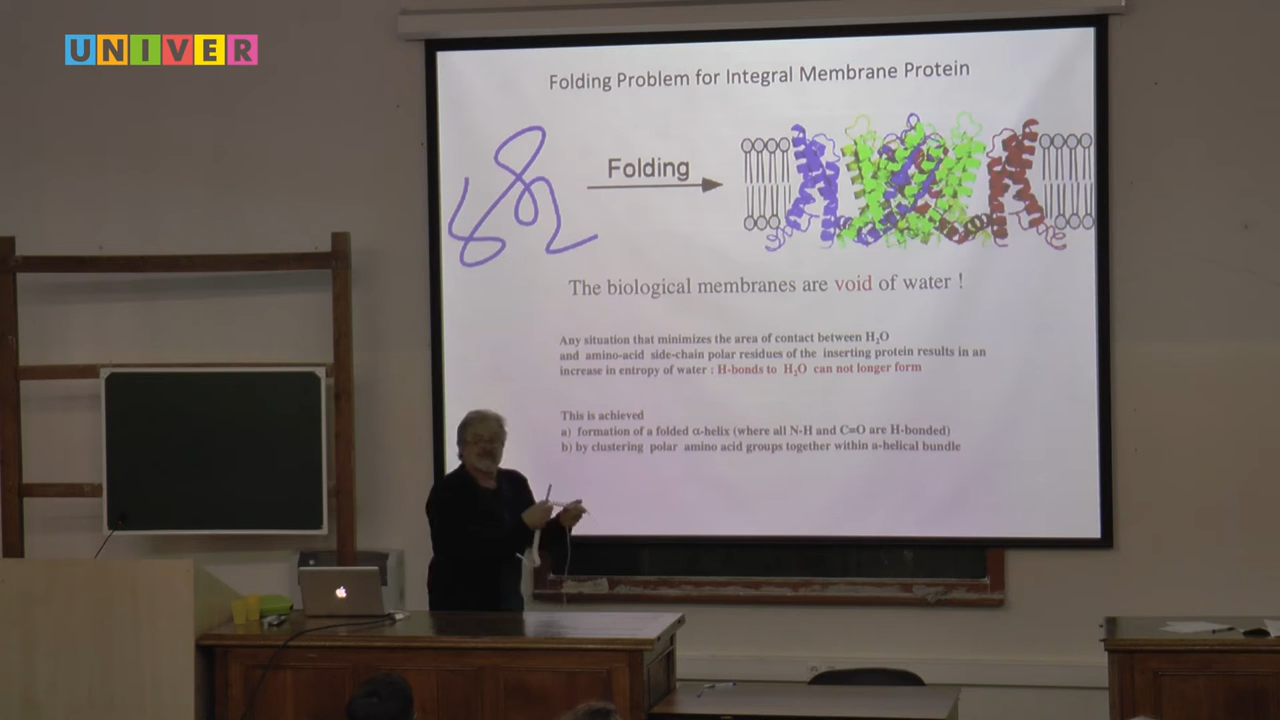 UNIVER
Folding Problem for Integral Membrane Protein
Folding
The biological membranes are void of water !
Any situation that minimizes the area of contact between H₂O
and amino-acid side-chain polar residues of the inserting protein results in an
increase in entropy of water : H-bonds to H₂O can not longer form
This is achieved
a) formation of a folded α-helix (where all N-H and C=O are H-bonded)
b) by clustering polar amino acid groups together within a-helical bundle